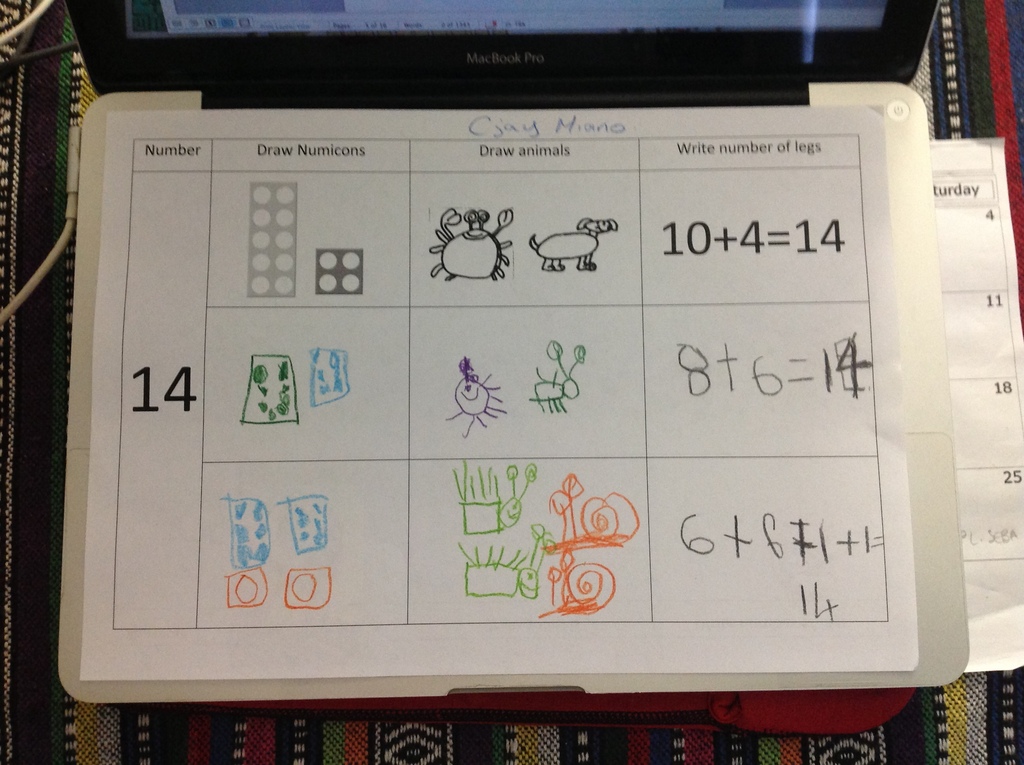 MacBook Pro
Cjay Miano
Number
Draw Numicons
Draw animals
Write number of legs
14
10+4=14
8+6=14
6+6+1+1=
14
turday
4
11
18
25
PL. SEBA